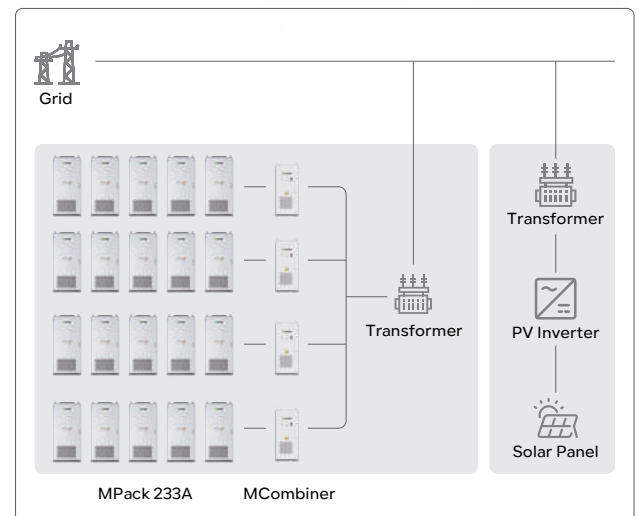 Grid
Transformer
Transformer
PV Inverter
Solar Panel
MPack 233A
MCombiner